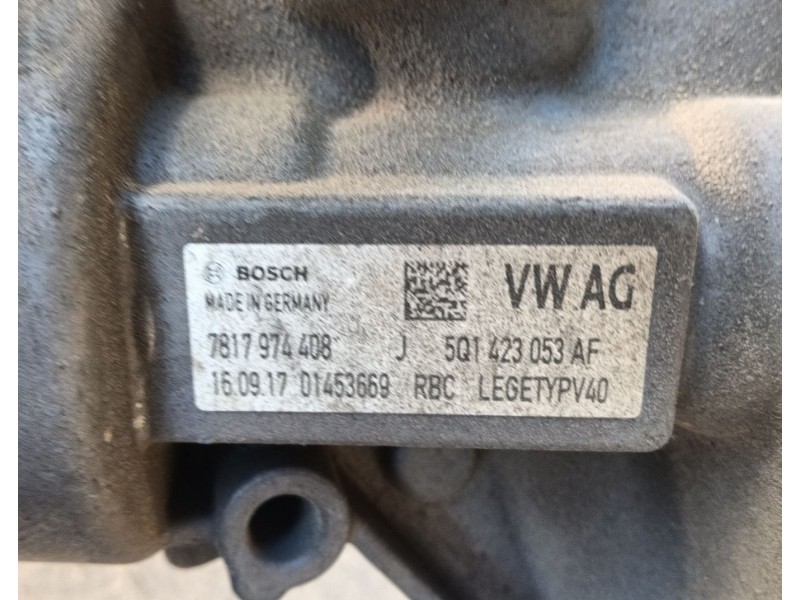 BOSCH VW AG
MADE IN GERMANY
7817 974 408 J 5Q1 423 053 AF
16.09.17 01453669 RBC LEGETYPV40